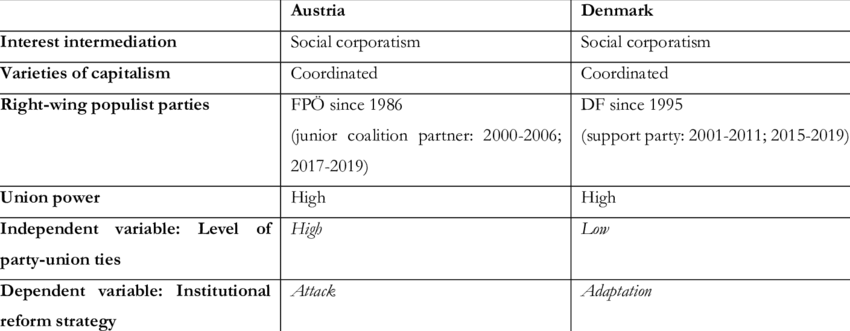 Austria Denmark
Interest intermediation Social corporatism Social corporatism
Varieties of capitalism Coordinated Coordinated
Right-wing populist parties FPÖ since 1986 DF since 1995
(junior coalition partner: 2000-2006; (support party: 2001-2011; 2015-2019)
2017-2019)
Union power High High
Independent variable: Level of High Low
party-union ties
Dependent variable: Institutional Attack Adaptation
reform strategy